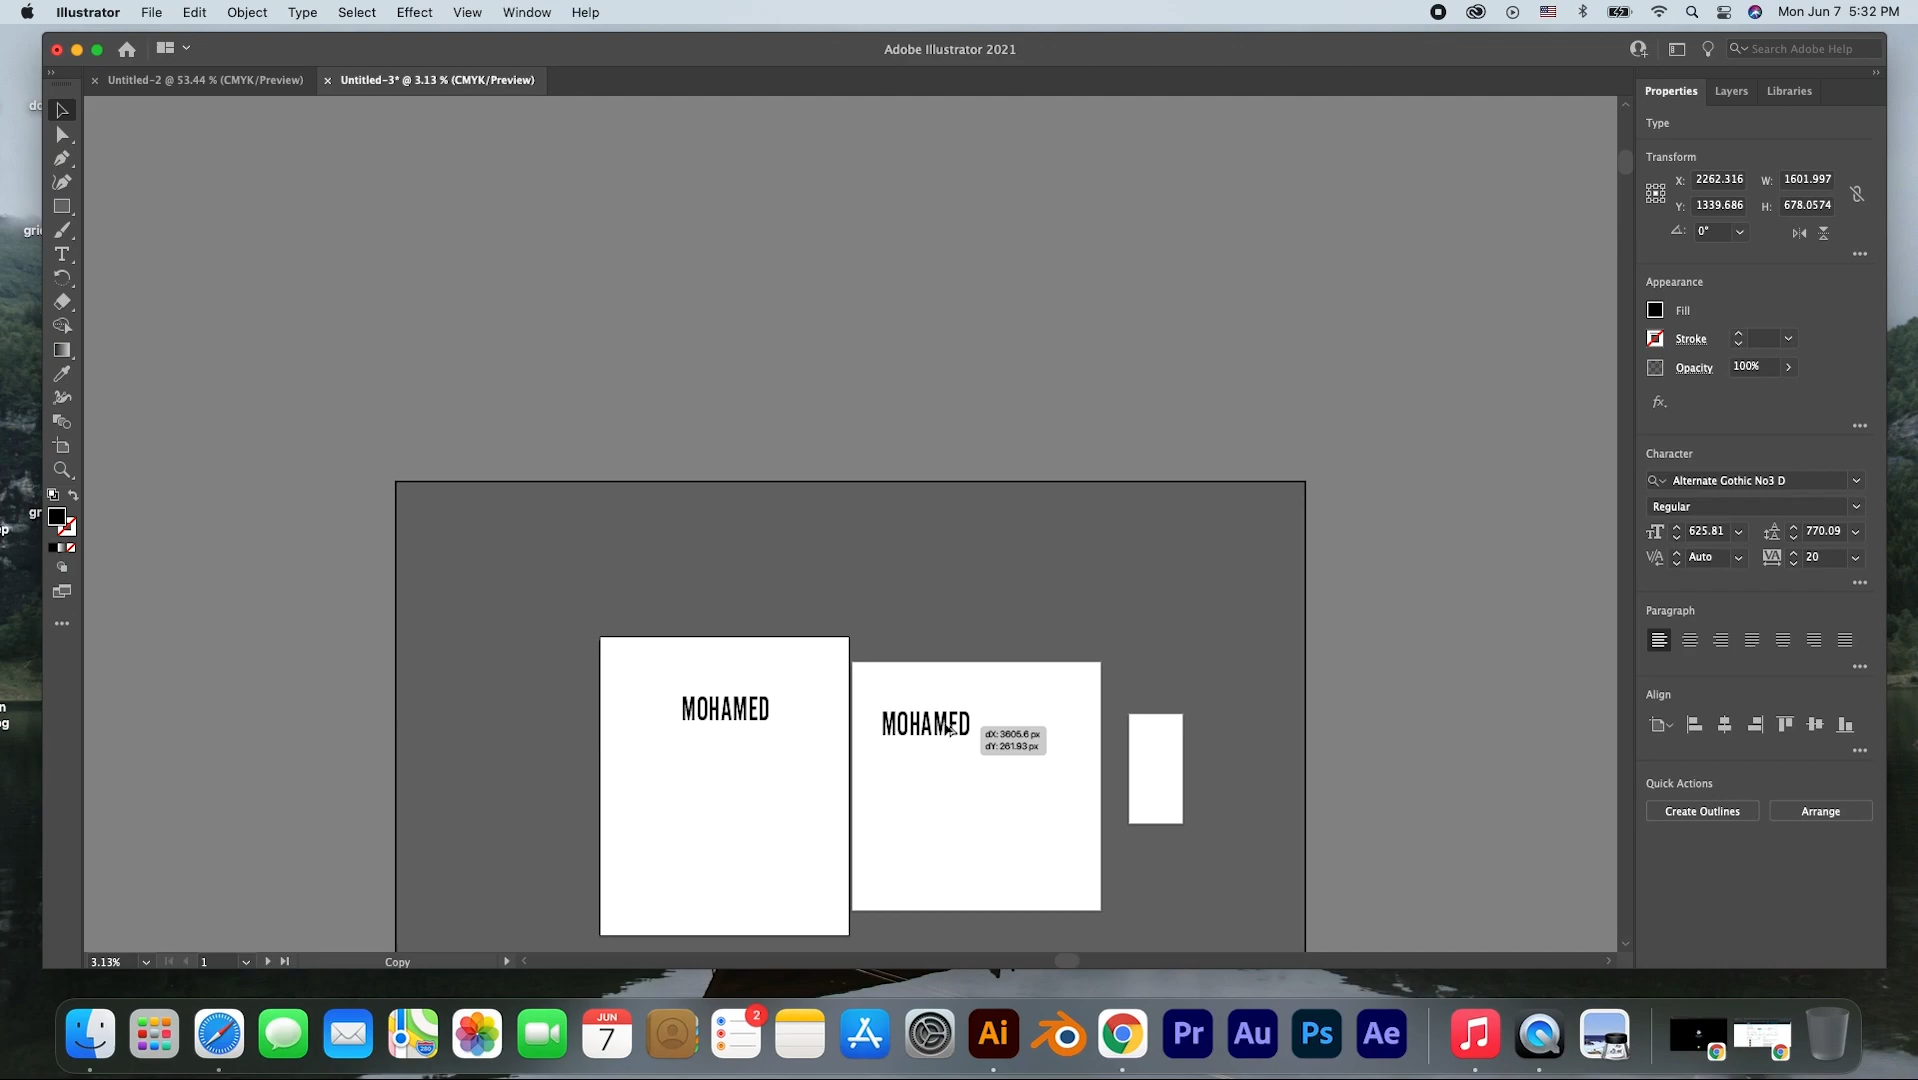 Illustrator File Edit Object Type Select Effect View Window Help
Mon Jun 7 5:32 PM
Adobe Illustrator 2021
Search Adobe Help
Untitled-2 @ 53.44 % (CMYK/Preview)
Untitled-3* @ 3.13 % (CMYK/Preview)
Properties Layers Libraries
Type
Transform
X: 2262.316 W: 1601.997
Y: 1339.686 H: 678.0574
0°
Appearance
Fill
Stroke
Opacity 100%
fx
Character
Alternate Gothic No3 D
Regular
625.81 770.09
Auto 20
Paragraph
Align
Quick Actions
Create Outlines Arrange
MOHAMED
MOHAMED
dX: 3605.6 px
dY: 261.93 px
3.13% 1 Copy
JUN
7
2
280
Ai Pr Au Ps Ae